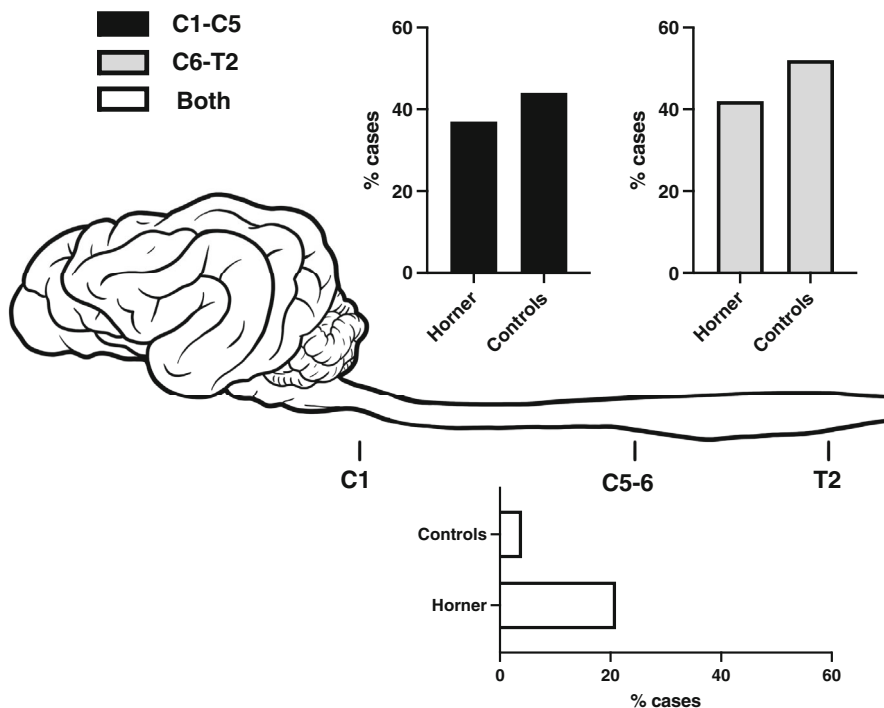 C1-C5
C6-T2
Both
60
40
20
0
% cases
Horner
Controls
60
40
20
0
% cases
Horner
Controls
C1
C5-6
T2
Controls
Horner
0
20
40
60
% cases